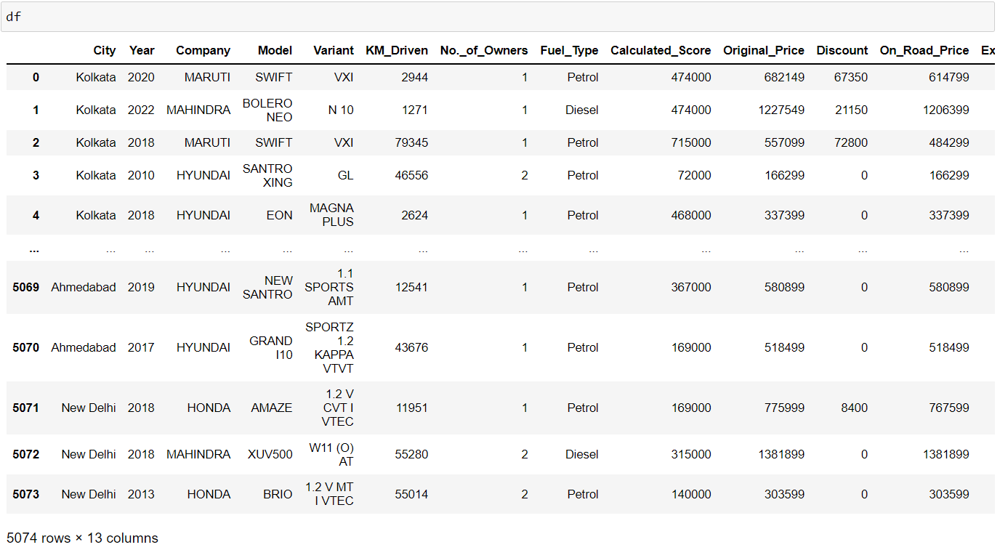 df
City Year Company Model Variant KM_Driven No._of_Owners Fuel_Type Calculated_Score Original_Price Discount On_Road_Price Ex
0 Kolkata 2020 MARUTI SWIFT VXI 2944 1 Petrol 474000 682149 67350 614799
1 Kolkata 2022 MAHINDRA BOLERO NEO N 10 1271 1 Diesel 474000 1227549 21150 1206399
2 Kolkata 2018 MARUTI SWIFT VXI 79345 1 Petrol 715000 557099 72800 484299
3 Kolkata 2010 HYUNDAI SANTRO XING GL 46556 2 Petrol 72000 166299 0 166299
4 Kolkata 2018 HYUNDAI EON MAGNA PLUS 2624 1 Petrol 468000 337399 0 337399
... ... ... ... ... ... ... ... ... ... ... ... ...
5069 Ahmedabad 2019 HYUNDAI NEW SANTRO 1.1 SPORTS AMT 12541 1 Petrol 367000 580899 0 580899
5070 Ahmedabad 2017 HYUNDAI GRAND I10 SPORTZ 1.2 KAPPA VTVT 43676 1 Petrol 169000 518499 0 518499
5071 New Delhi 2018 HONDA AMAZE 1.2 V CVT I VTEC 11951 1 Petrol 169000 775999 8400 767599
5072 New Delhi 2018 MAHINDRA XUV500 W11 (O) AT 55280 2 Diesel 315000 1381899 0 1381899
5073 New Delhi 2013 HONDA BRIO 1.2 V MT I VTEC 55014 2 Petrol 140000 303599 0 303599
5074 rows × 13 columns